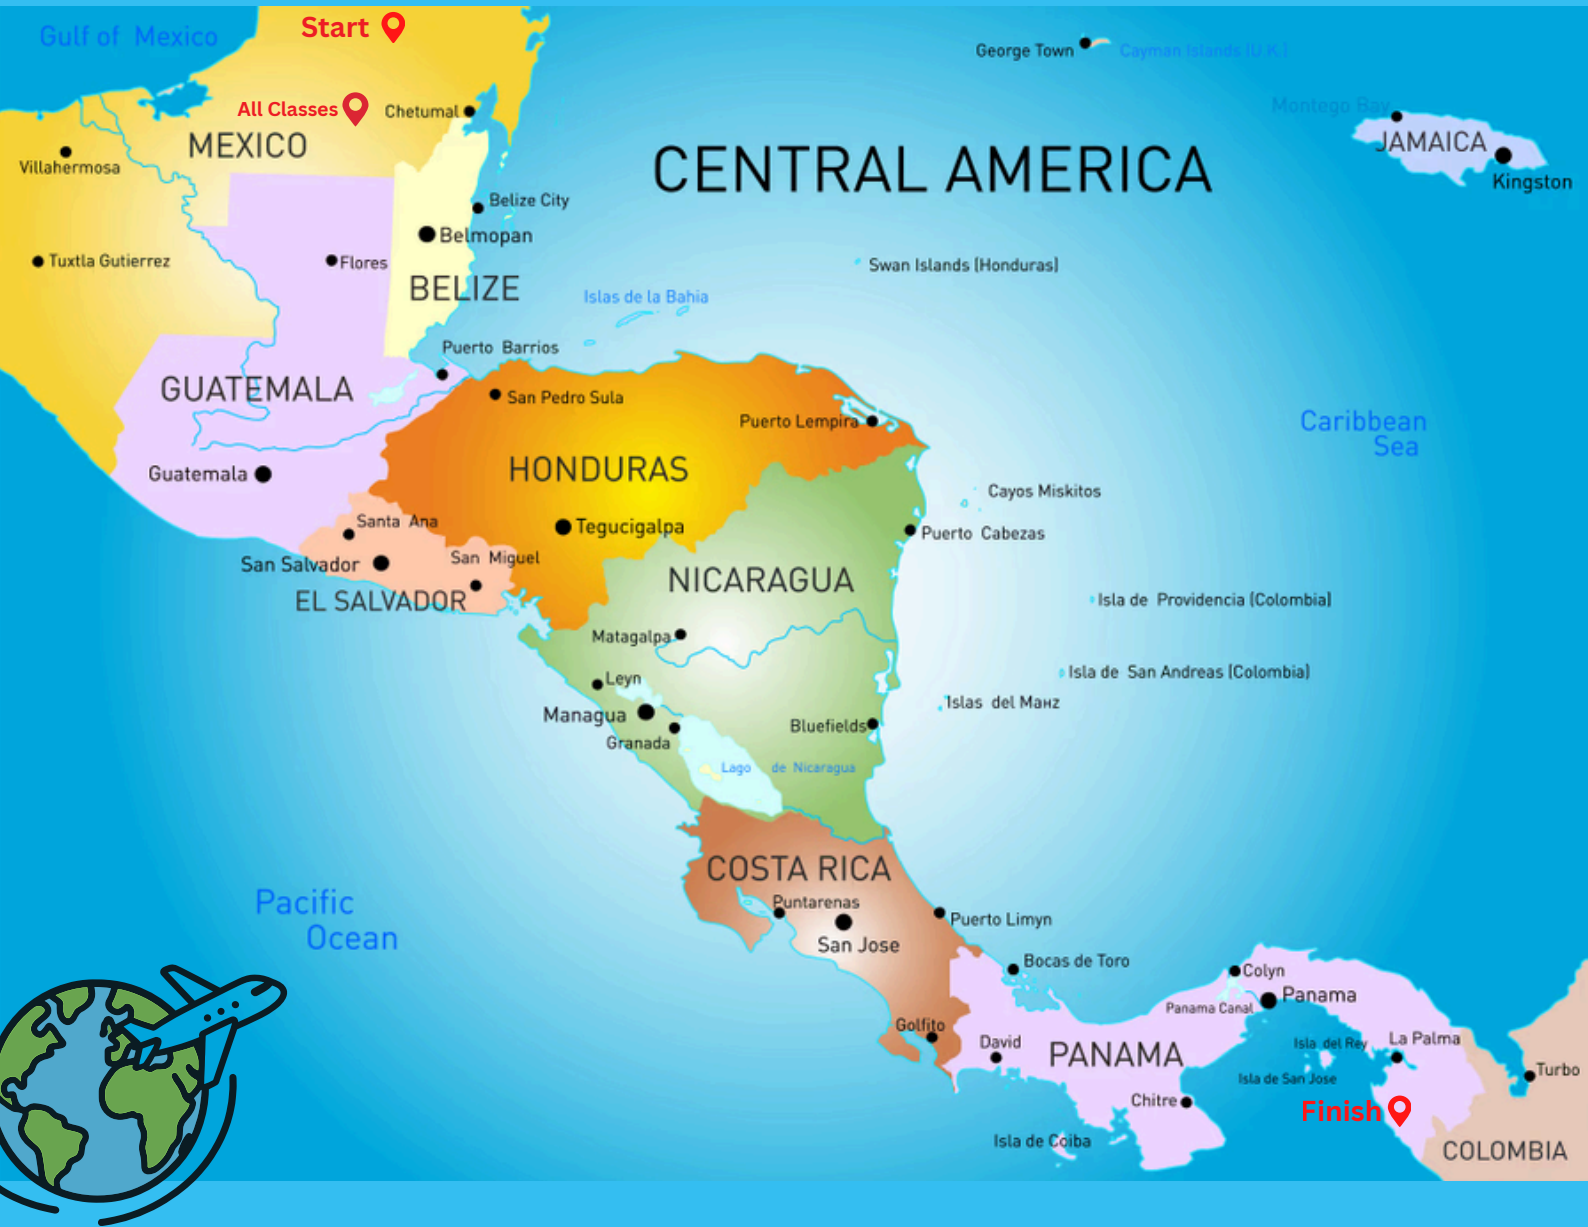 Gulf of Mexico
Start
George Town
Cayman Islands (U.K.)
All Classes
Chetumal
Montego Bay
MEXICO
JAMAICA
CENTRAL AMERICA
Villahermosa
Kingston
Belize City
Belmopan
Tuxtla Gutierrez
Flores
Swan Islands (Honduras)
BELIZE
Islas de la Bahia
Puerto Barrios
GUATEMALA
San Pedro Sula
Puerto Lempira
Caribbean
Sea
Guatemala
HONDURAS
Cayos Miskitos
Santa Ana
Tegucigalpa
Puerto Cabezas
San Salvador
San Miguel
NICARAGUA
EL SALVADOR
Isla de Providencia (Colombia)
Matagalpa
Leyn
Isla de San Andreas (Colombia)
Islas del Maнz
Managua
Bluefields
Granada
Lago de Nicaragua
COSTA RICA
Pacific
Ocean
Puntarenas
Puerto Limyn
San Jose
Bocas de Toro
Colyn
Panama
Panama Canal
Golfito
David
PANAMA
Isla del Rey
La Palma
Isla de San Jose
Turbo
Chitre
Finish
Isla de Coiba
COLOMBIA